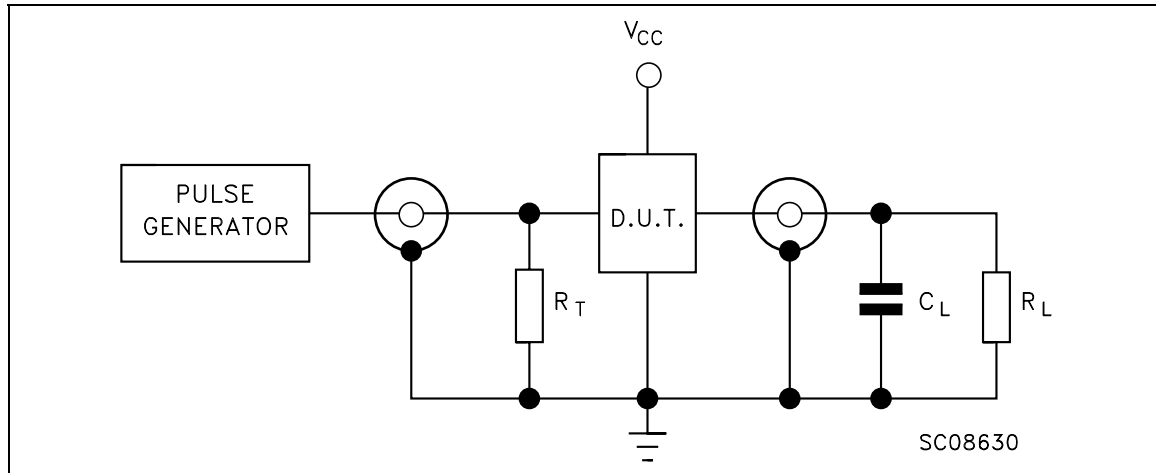 VCC
PULSE
GENERATOR
D.U.T.
RT
CL
RL
SC08630